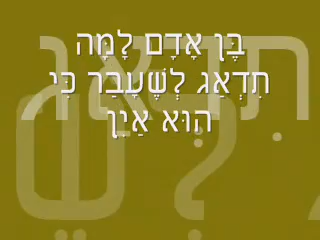 בֶּן אָדָם לָמָּה
תִדְאַג לְשֶׁעָבַר כִּי
הוּא אַיִן